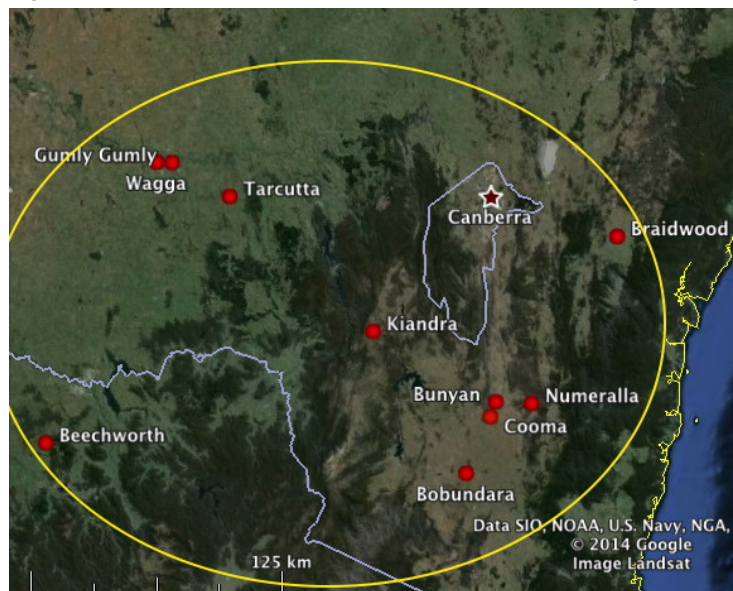 Gumly Gumly
Wagga
Tarcutta
Canberra
Braidwood
Kiandra
Bunyan
Numeralla
Cooma
Beechworth
Bobundara
Data SIO, NOAA, U.S. Navy, NGA,
© 2014 Google
Image Landsat
125 km